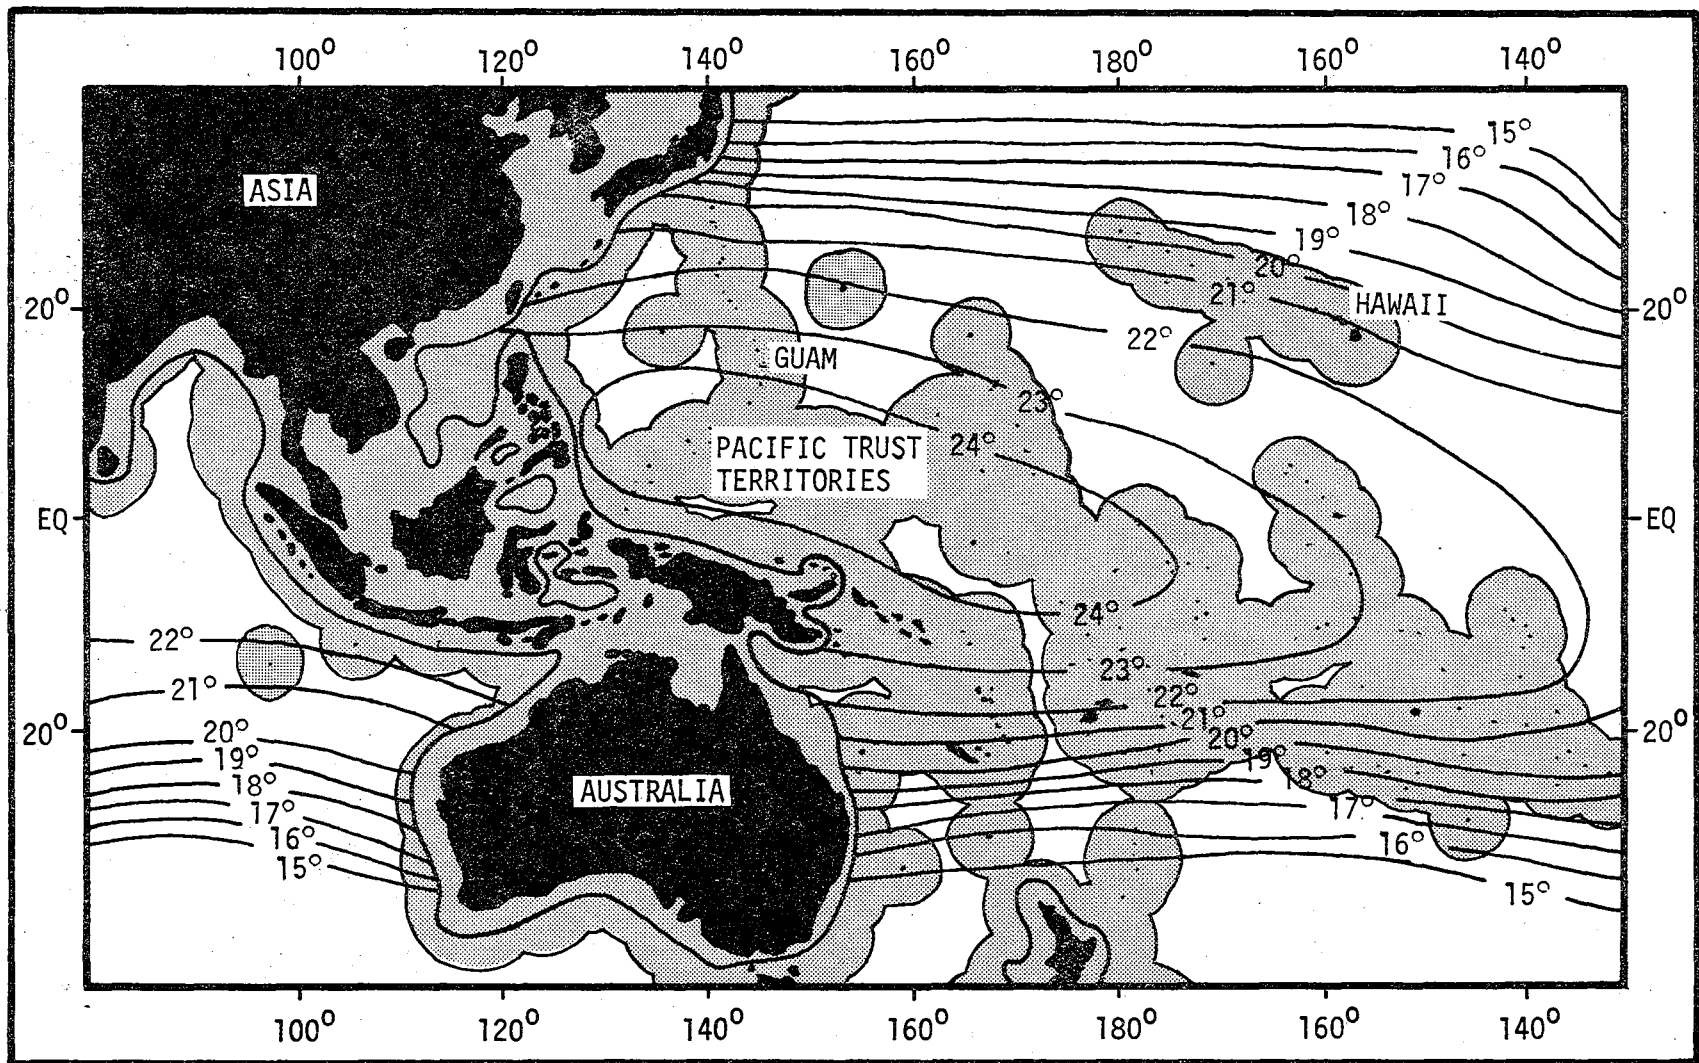 100° 120° 140° 160° 180° 160° 140°
15°
16°
17°
ASIA
18°
19°
20°
21°
20° HAWAII 20°
22°
GUAM
23°
24°
PACIFIC TRUST
TERRITORIES
EQ EQ
24°
22°
23°
21°
22°
21°
20° 20°
20° 20°
19° 19°
18° 18°
AUSTRALIA
17° 17°
16° 16°
15° 15°
100° 120° 140° 160° 180° 160° 140°